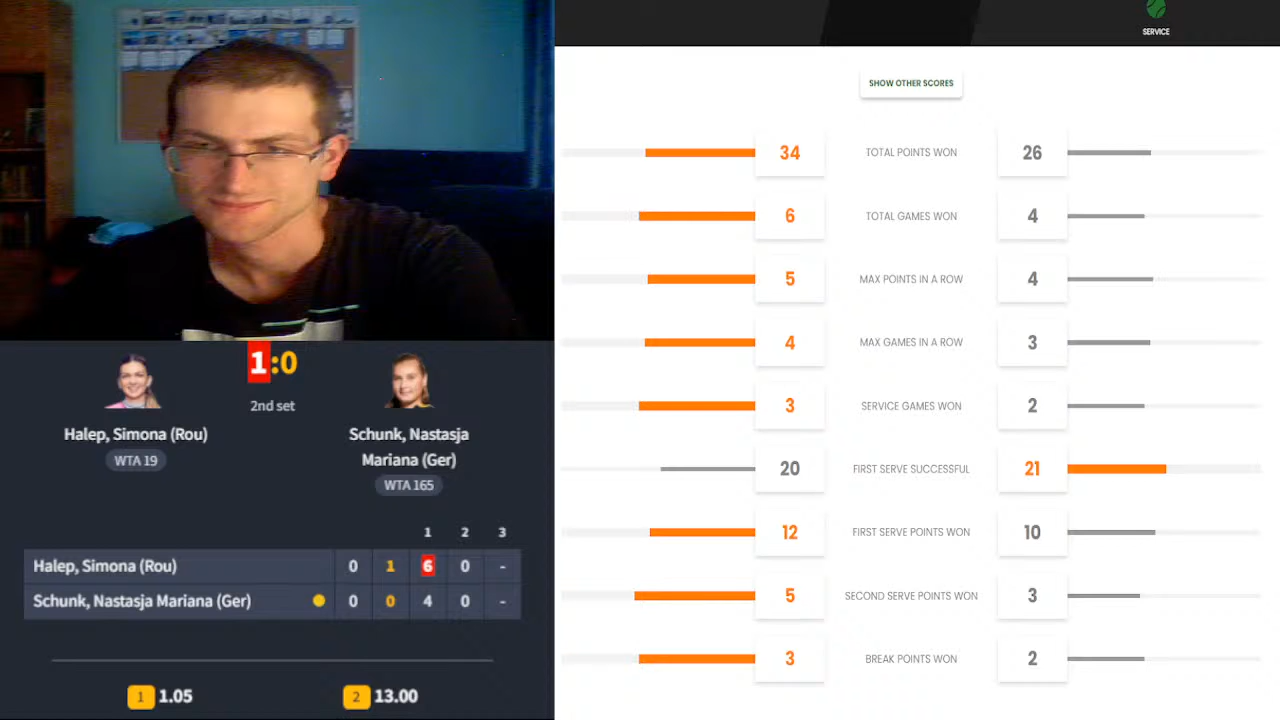 SERVICE
SHOW OTHER SCORES
34 TOTAL POINTS WON 26
6 TOTAL GAMES WON 4
5 MAX POINTS IN A ROW 4
4 MAX GAMES IN A ROW 3
3 SERVICE GAMES WON 2
20 FIRST SERVE SUCCESSFUL 21
12 FIRST SERVE POINTS WON 10
5 SECOND SERVE POINTS WON 3
3 BREAK POINTS WON 2
1:0
2nd set
Halep, Simona (Rou)
WTA 19
Schunk, Nastasja
Mariana (Ger)
WTA 165
1 2 3
Halep, Simona (Rou) 0 1 6 0 -
Schunk, Nastasja Mariana (Ger) 0 0 4 0 -
1 1.05 2 13.00